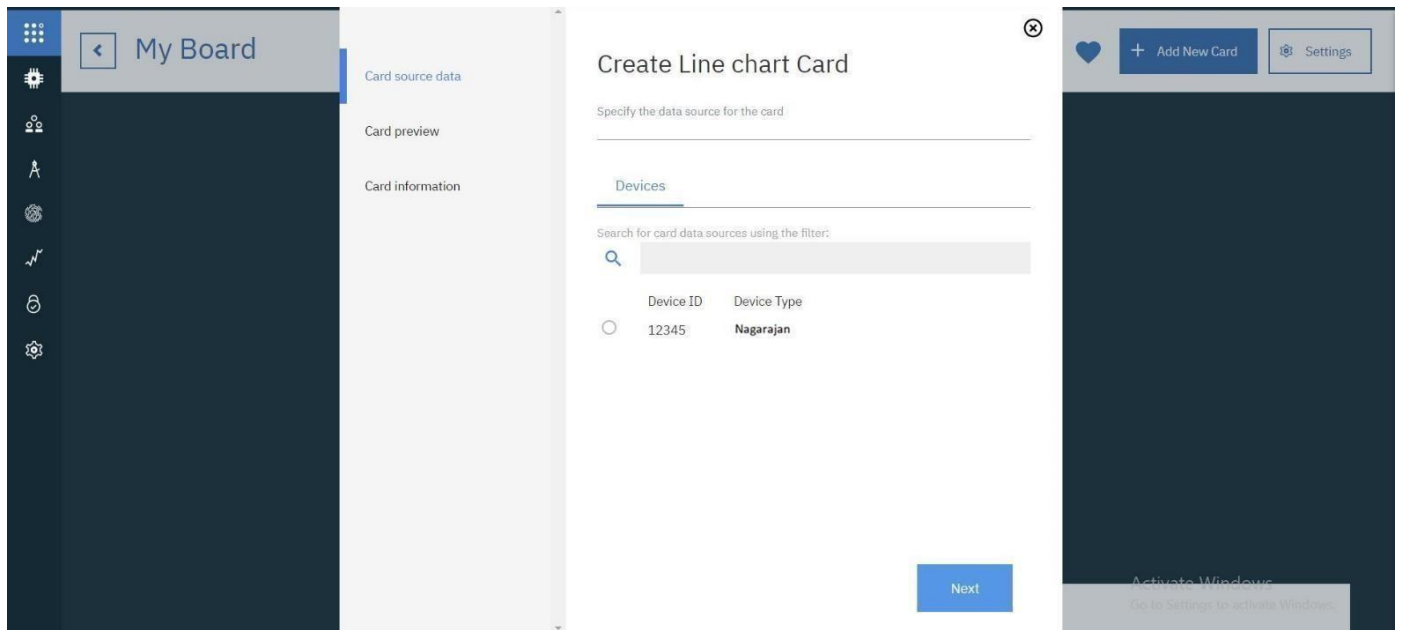 My Board
Card source data
Card preview
Card information
Create Line chart Card
Specify the data source for the card
Devices
Search for card data sources using the filter:
Device ID Device Type
12345 Nagarajan
Next
+ Add New Card
Settings
Activate Windows
Go to Settings to activate Windows.